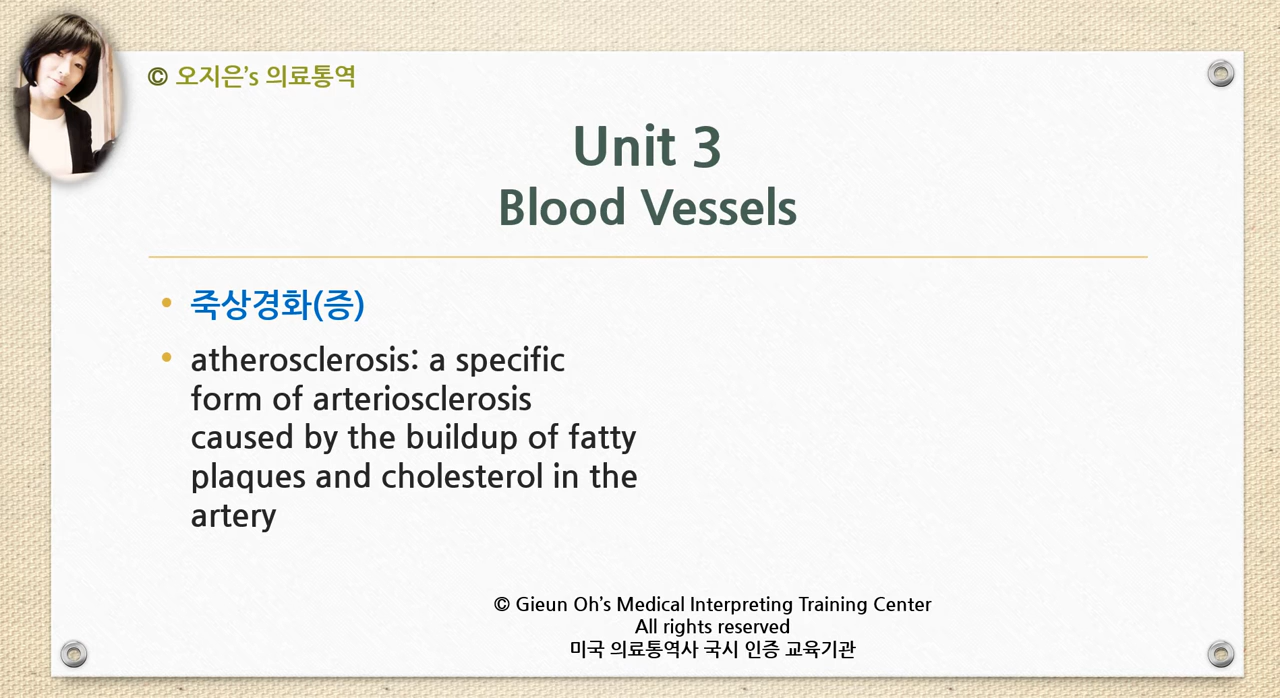 © 오지은’s 의료통역
Unit 3
Blood Vessels
• 죽상경화(증)
• atherosclerosis: a specific
form of arteriosclerosis
caused by the buildup of fatty
plaques and cholesterol in the
artery
© Gieun Oh’s Medical Interpreting Training Center
All rights reserved
미국 의료통역사 국시 인증 교육기관